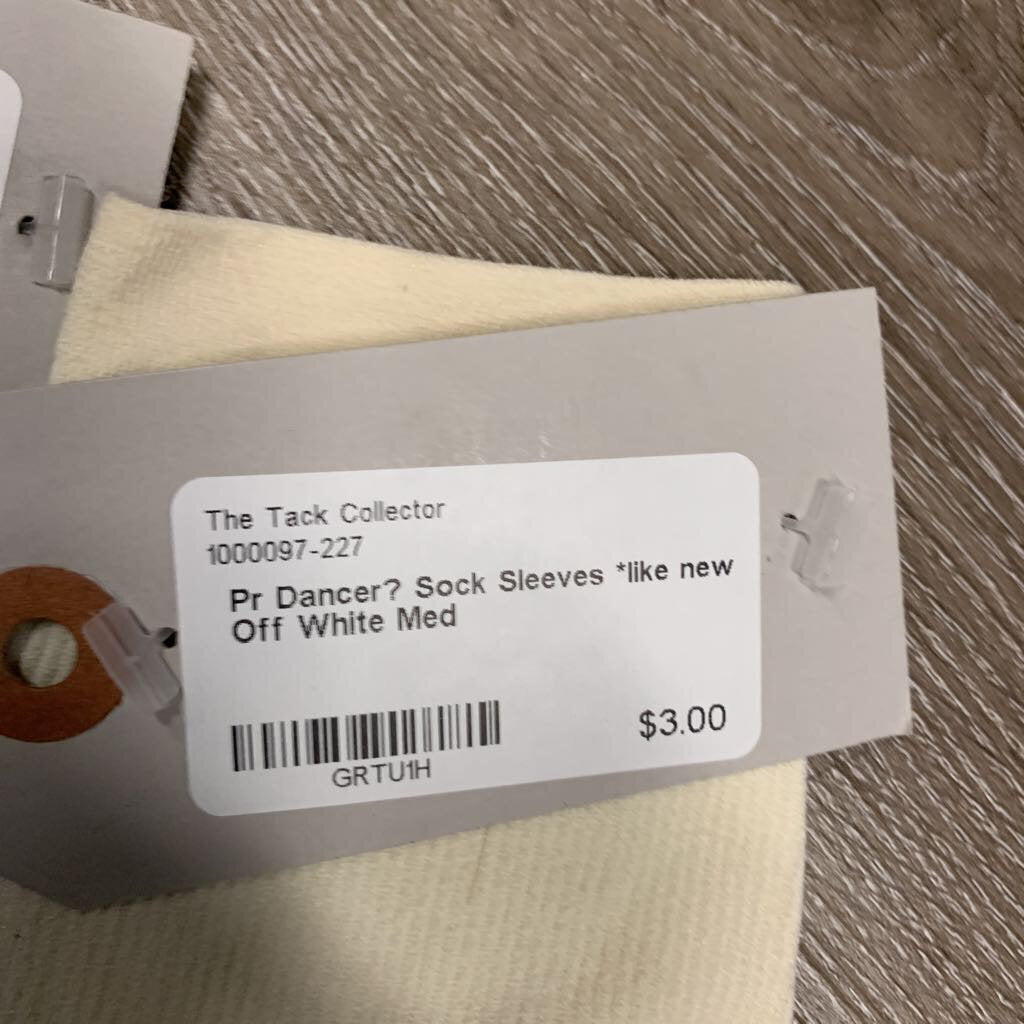 The Tack Collector
1000097-227
Pr Dancer? Sock Sleeves *like new
Off White Med
$3.00
GRTU1H